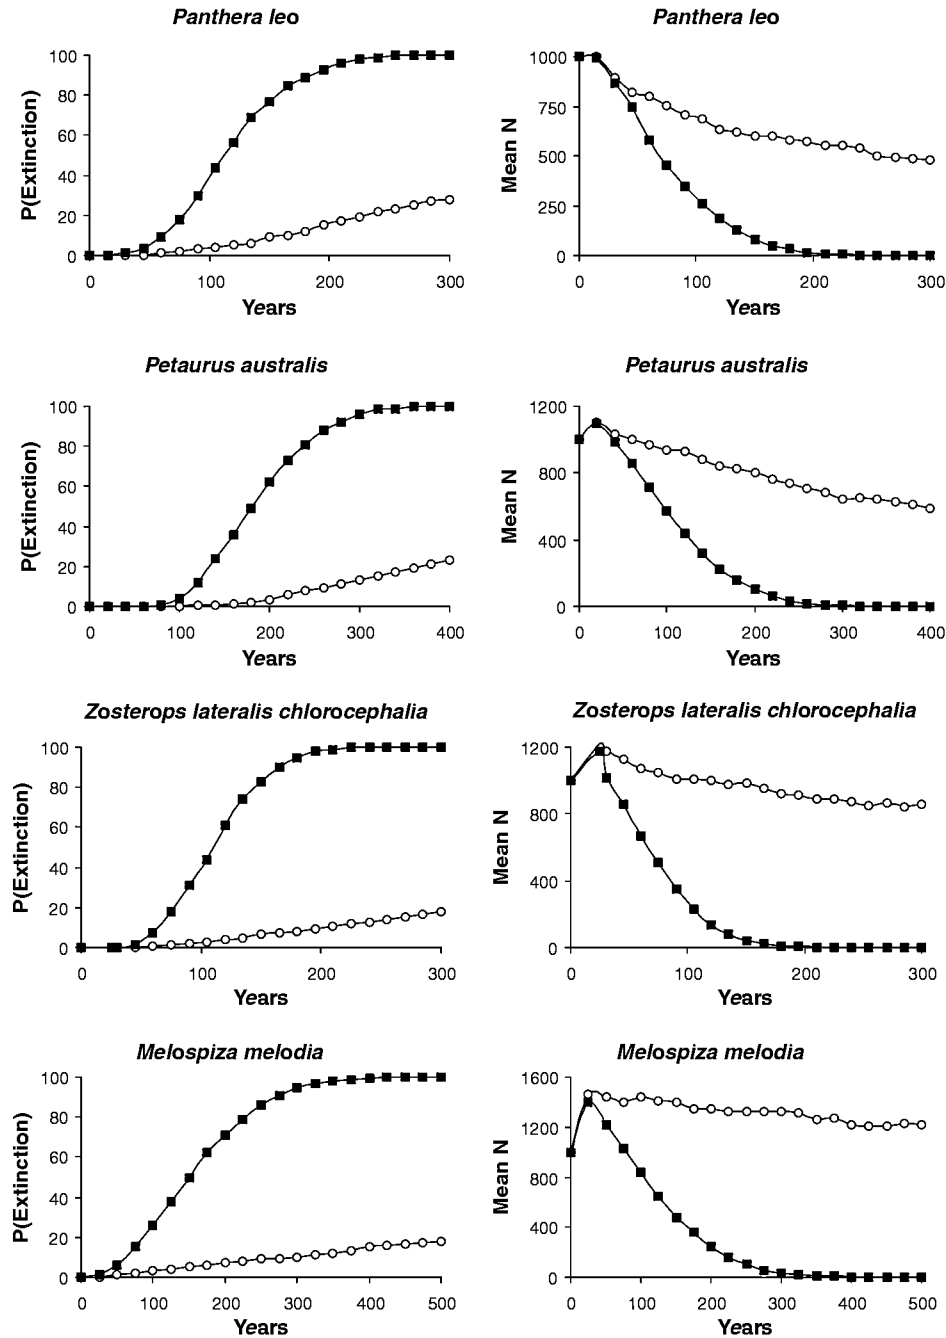 Panthera leo
Panthera leo
P(Extinction)
100
80
60
40
20
0
0 100 200 300
Years
Mean N
1000
750
500
250
0
0 100 200 300
Years
Petaurus australis
Petaurus australis
P(Extinction)
100
80
60
40
20
0
0 100 200 300 400
Years
Mean N
1200
800
400
0
0 100 200 300 400
Years
Zosterops lateralis chlorocephalia
Zosterops lateralis chlorocephalia
P(Extinction)
100
80
60
40
20
0
0 100 200 300
Years
Mean N
1200
800
400
0
0 100 200 300
Years
Melospiza melodia
Melospiza melodia
P(Extinction)
100
80
60
40
20
0
0 100 200 300 400 500
Years
Mean N
1600
1200
800
400
0
0 100 200 300 400 500
Years